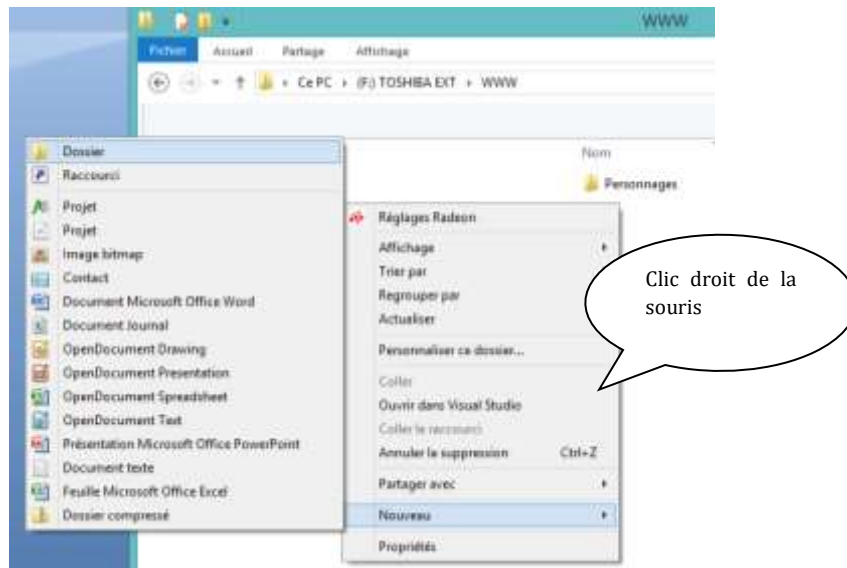 WWW
Fichier Accueil Partage Affichage
Ce PC (F:) TOSHIBA EXT WWW
Nom
Personnages
Dossier
Raccourci
Projet
Projet
Image bitmap
Contact
Document Microsoft Office Word
Document Journal
OpenDocument Drawing
OpenDocument Presentation
OpenDocument Spreadsheet
OpenDocument Text
Présentation Microsoft Office PowerPoint
Document texte
Feuille Microsoft Office Excel
Dossier compressé
Réglages Radeon
Affichage
Trier par
Regrouper par
Actualiser
Personnaliser ce dossier...
Coller
Ouvrir dans Visual Studio
Coller le raccourci
Annuler la suppression Ctrl+Z
Partager avec
Nouveau
Propriétés
Clic droit de la
souris